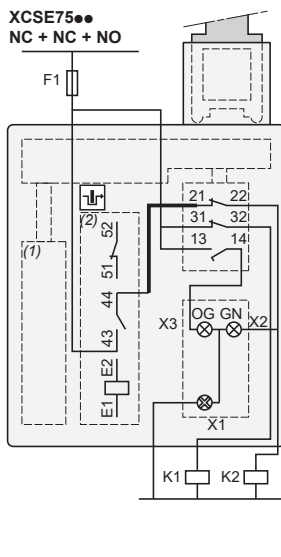 XCSE75●●
NC + NC + NO
F1
21 22
(2)
52
31 32
(1)
13 14
51
44
OG GN
X3
X2
43
E2
X1
E1
K1
K2